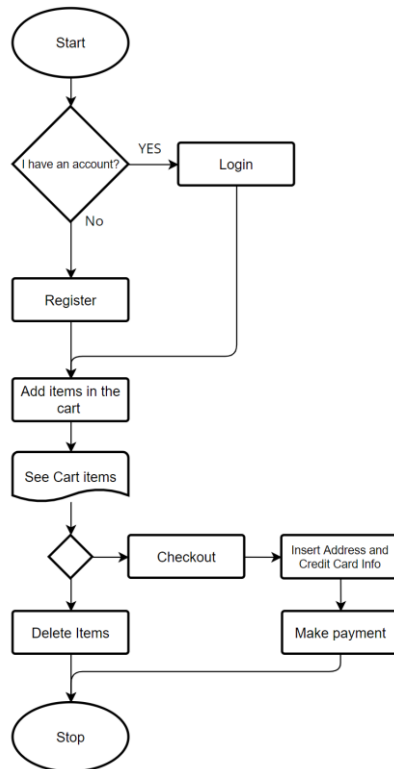 Start
I have an account?
YES
Login
No
Register
Add items in the
cart
See Cart items
Checkout
Insert Address and
Credit Card Info
Delete Items
Make payment
Stop